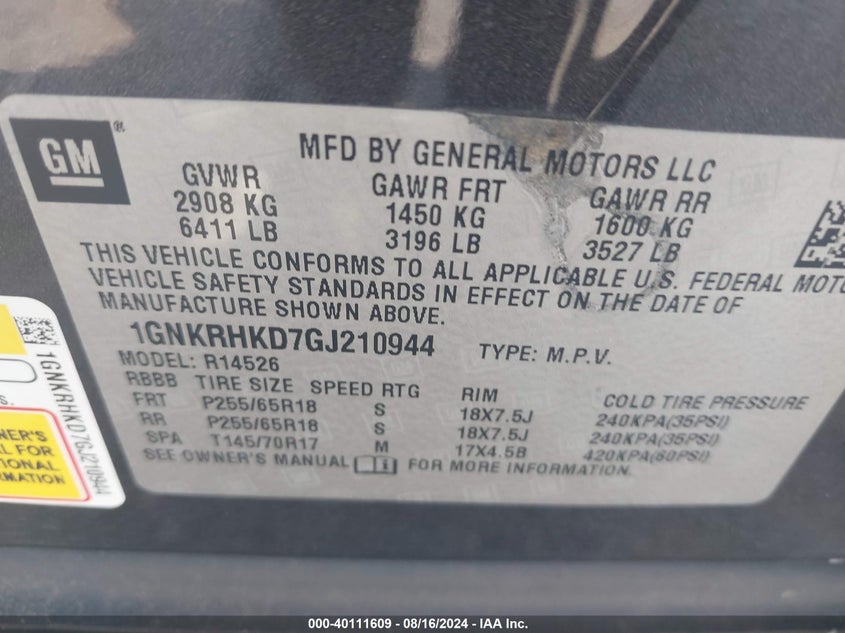 GM®
MFD BY GENERAL MOTORS LLC
GVWR GAWR FRT GAWR RR
2908 KG 1450 KG 1600 KG
6411 LB 3196 LB 3527 LB
THIS VEHICLE CONFORMS TO ALL APPLICABLE U.S. FEDERAL MOTO
VEHICLE SAFETY STANDARDS IN EFFECT ON THE DATE OF
MANUFACTURE SHOWN ABOVE.
1GNKRHKD7GJ210944 TYPE: M.P.V.
MODEL: R14526
RBBB TIRE SIZE SPEED RTG RIM COLD TIRE PRESSURE
FRT P255/65R18 S 18X7.5J 240KPA(35PSI)
RR P255/65R18 S 18X7.5J 240KPA(35PSI)
SPA T145/70R17 M 17X4.5B 420KPA(60PSI)
SEE OWNER'S MANUAL FOR MORE INFORMATION.
1GNKRHKD7GJ210944
S.
NER'S
L FOR
TIONAL
MATION
000-40111609 - 08/16/2024 - IAA Inc.